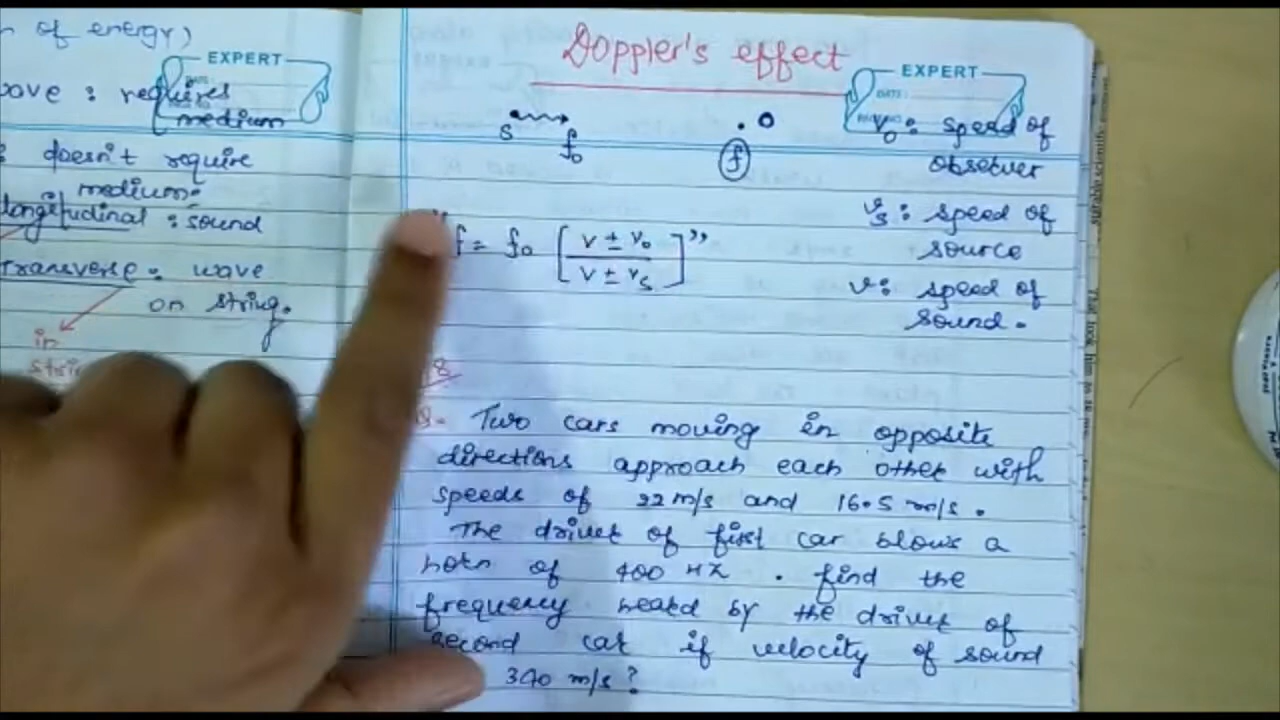 of energy)
EXPERT
: requires
medium
: doesn't require
medium.
longitudinal : sound
Transverse : wave
on string.
in
Doppler's effect
EXPERT
S
f₀
. O
f
v₀ : speed of
observer
vs : speed of
source
v : speed of
sound.
f = f₀ [ v ± v₀ / v ± vs ] ”
Q. Two cars moving in opposite
directions approach each other with
speeds of 22 m/s and 16.5 m/s.
The driver of first car blows a
horn of 400 Hz. find the
frequency heard by the driver of
second car if velocity of sound
340 m/s?